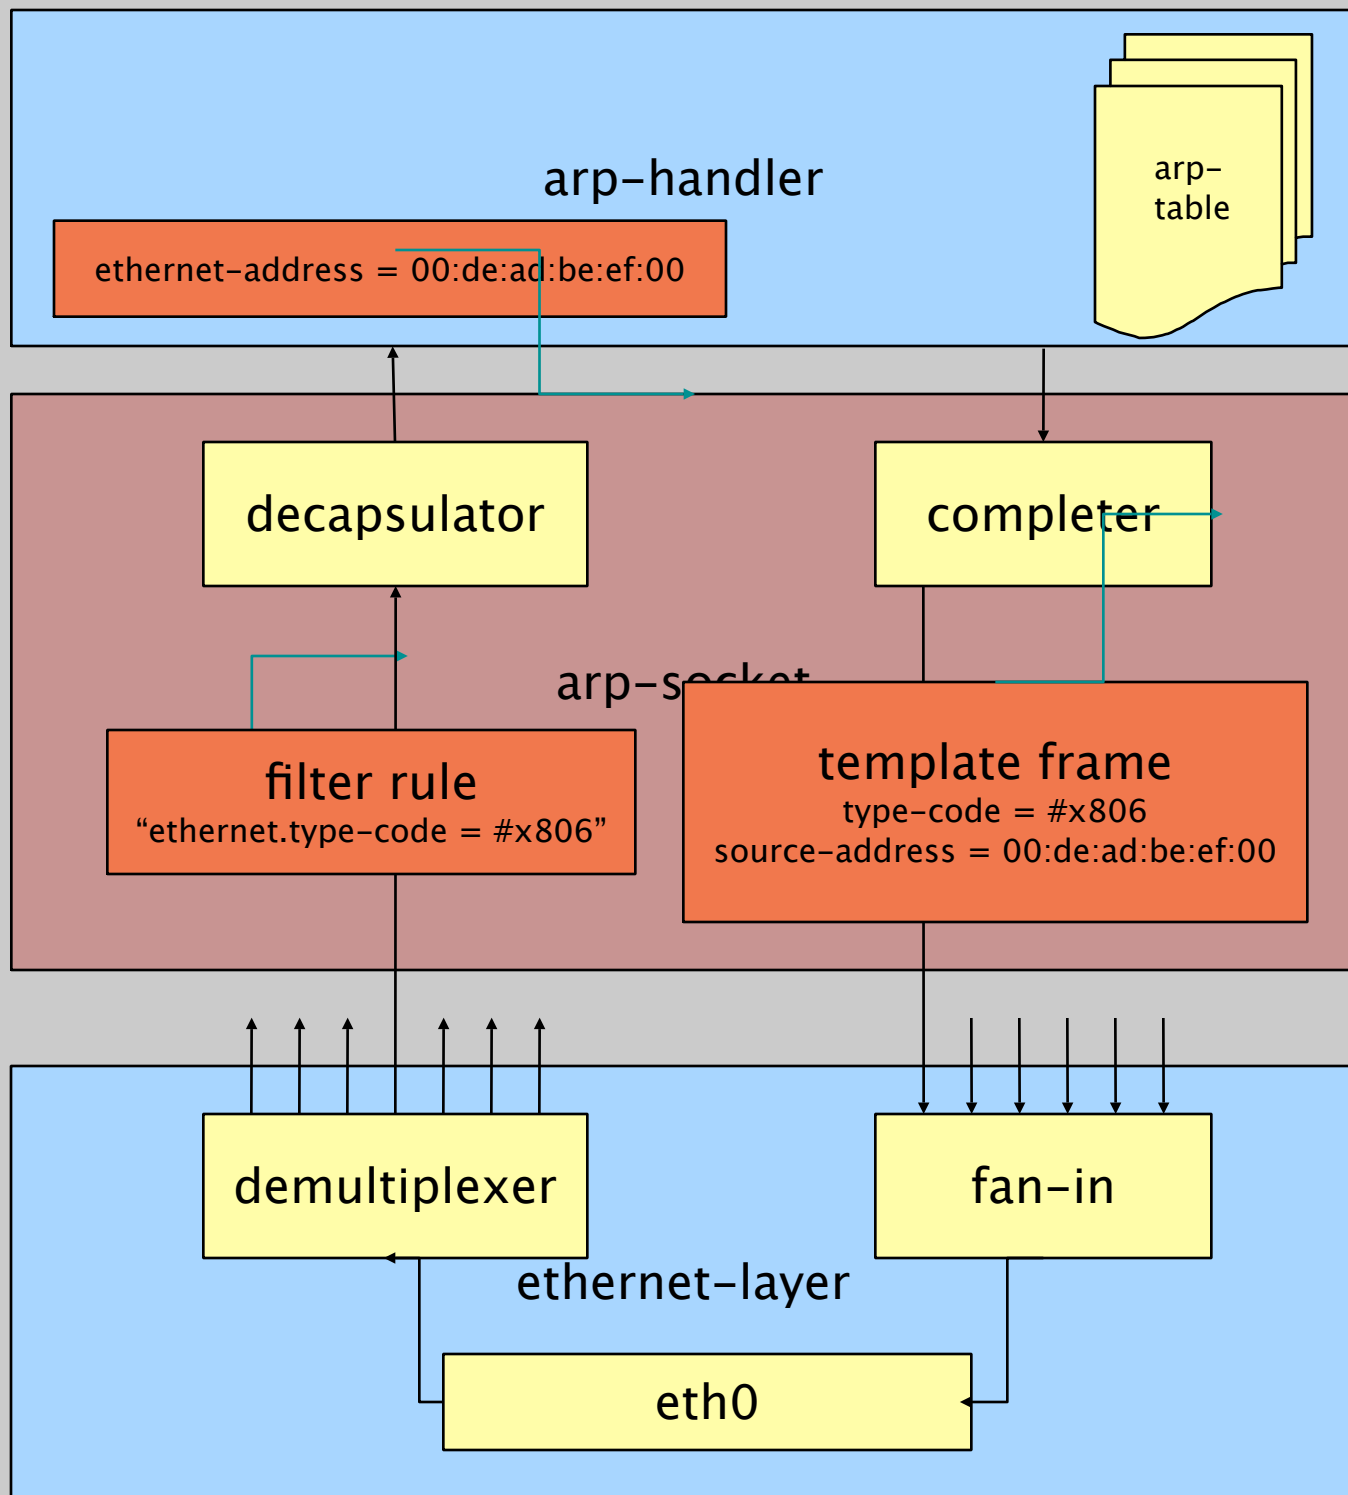 arp-handler
arp-
table
ethernet-address = 00:de:ad:be:ef:00
decapsulator
completer
arp-socket
filter rule
“ethernet.type-code = #x806”
template frame
type-code = #x806
source-address = 00:de:ad:be:ef:00
demultiplexer
fan-in
ethernet-layer
eth0